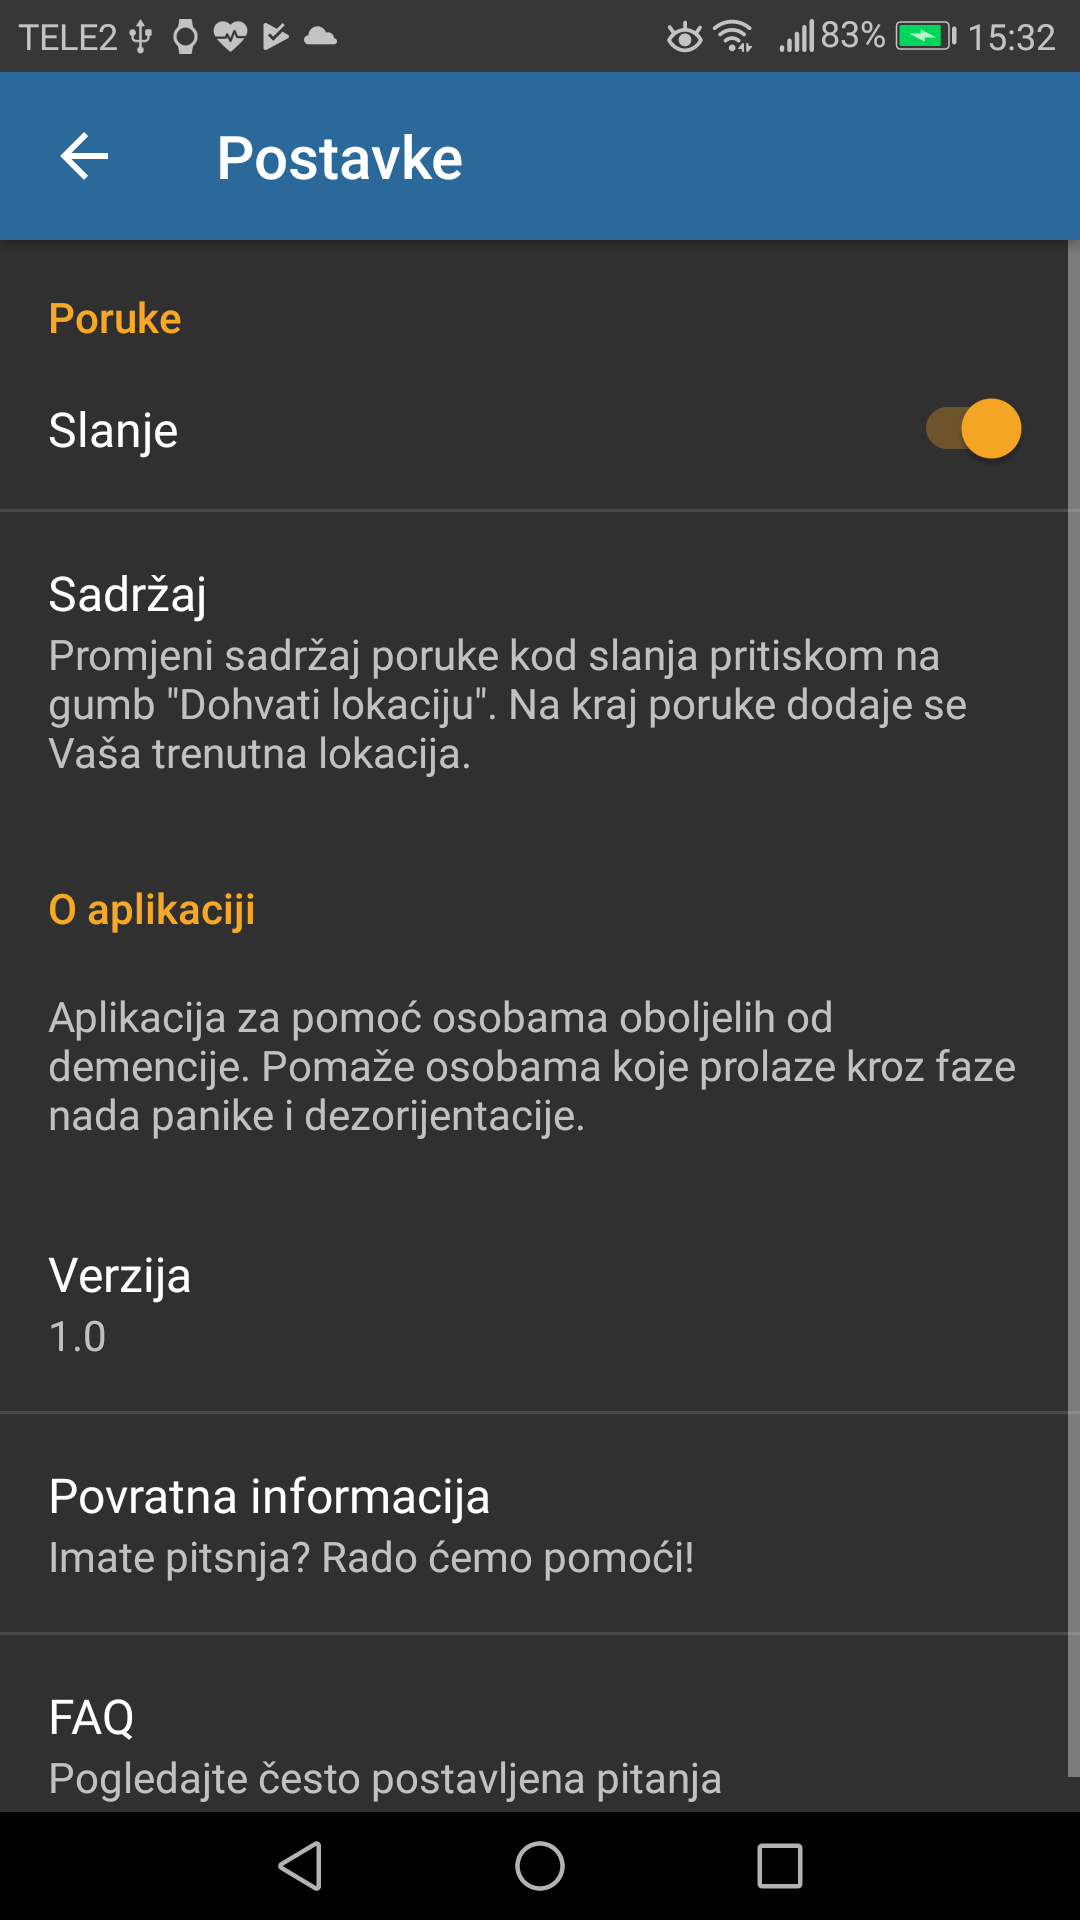 TELE2 83% 15:32
Postavke
Poruke
Slanje
Sadržaj
Promjeni sadržaj poruke kod slanja pritiskom na
gumb "Dohvati lokaciju". Na kraj poruke dodaje se
Vaša trenutna lokacija.
O aplikaciji
Aplikacija za pomoć osobama oboljelih od
demencije. Pomaže osobama koje prolaze kroz faze
nada panike i dezorijentacije.
Verzija
1.0
Povratna informacija
Imate pitsnja? Rado ćemo pomoći!
FAQ
Pogledajte često postavljena pitanja